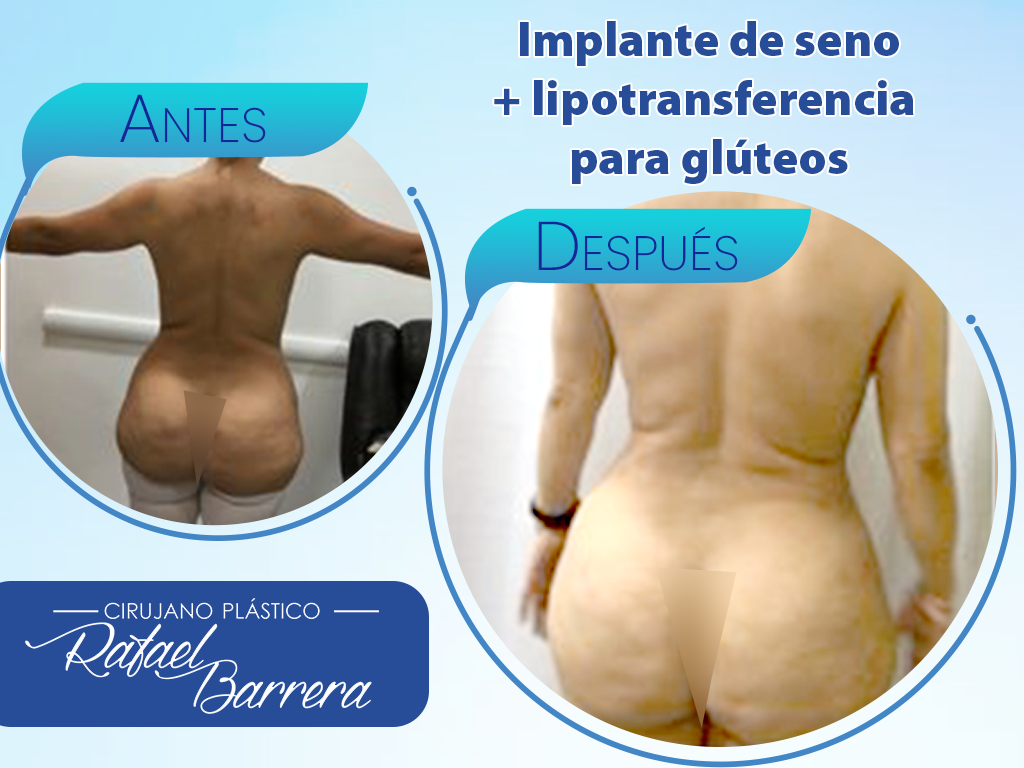 Implante de seno
+ lipotransferencia
para glúteos
ANTES
DESPUÉS
CIRUJANO PLÁSTICO
Rafael
Barrera